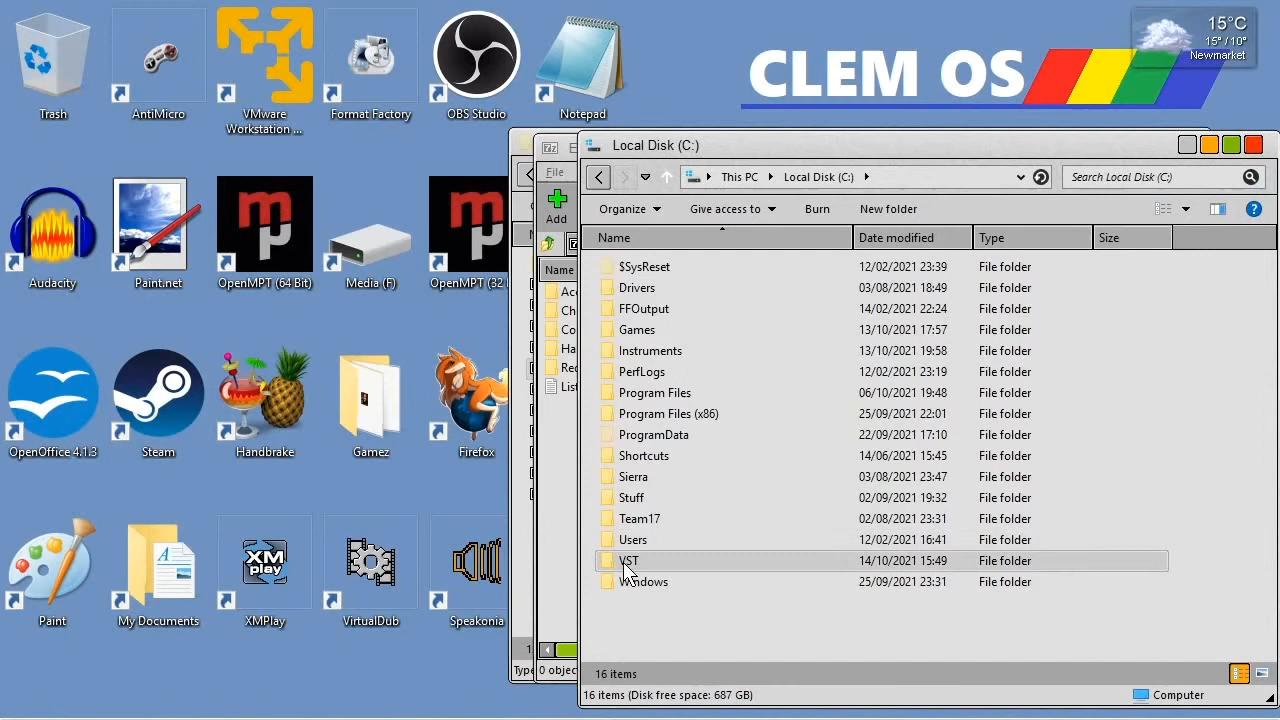 CLEM OS
15°C
15° / 10°
Newmarket
Trash
AntiMicro
VMware
Workstation ...
Format Factory
OBS Studio
Notepad
Audacity
Paint.net
OpenMPT (64 Bit)
Media (F)
OpenMPT (32
OpenOffice 4.1.3
Steam
Handbrake
Gamez
Firefox
Paint
My Documents
XM
play
XMPlay
VirtualDub
Speakonia
File
Add
Name
Local Disk (C:)
This PC
Local Disk (C:)
Search Local Disk (C)
Organize
Give access to
Burn
New folder
Name Date modified Type Size
$SysReset 12/02/2021 23:39 File folder
Drivers 03/08/2021 18:49 File folder
FFOutput 14/02/2021 22:24 File folder
Games 13/10/2021 17:57 File folder
Instruments 13/10/2021 19:58 File folder
PerfLogs 12/02/2021 23:19 File folder
Program Files 06/10/2021 19:48 File folder
Program Files (x86) 25/09/2021 22:01 File folder
ProgramData 22/09/2021 17:10 File folder
Shortcuts 14/06/2021 15:45 File folder
Sierra 03/08/2021 23:47 File folder
Stuff 02/09/2021 19:32 File folder
Team17 02/08/2021 23:31 File folder
Users 12/02/2021 16:41 File folder
VST 14/10/2021 15:49 File folder
Windows 25/09/2021 23:31 File folder
16 items
16 items (Disk free space: 687 GB)
Computer
0 objec